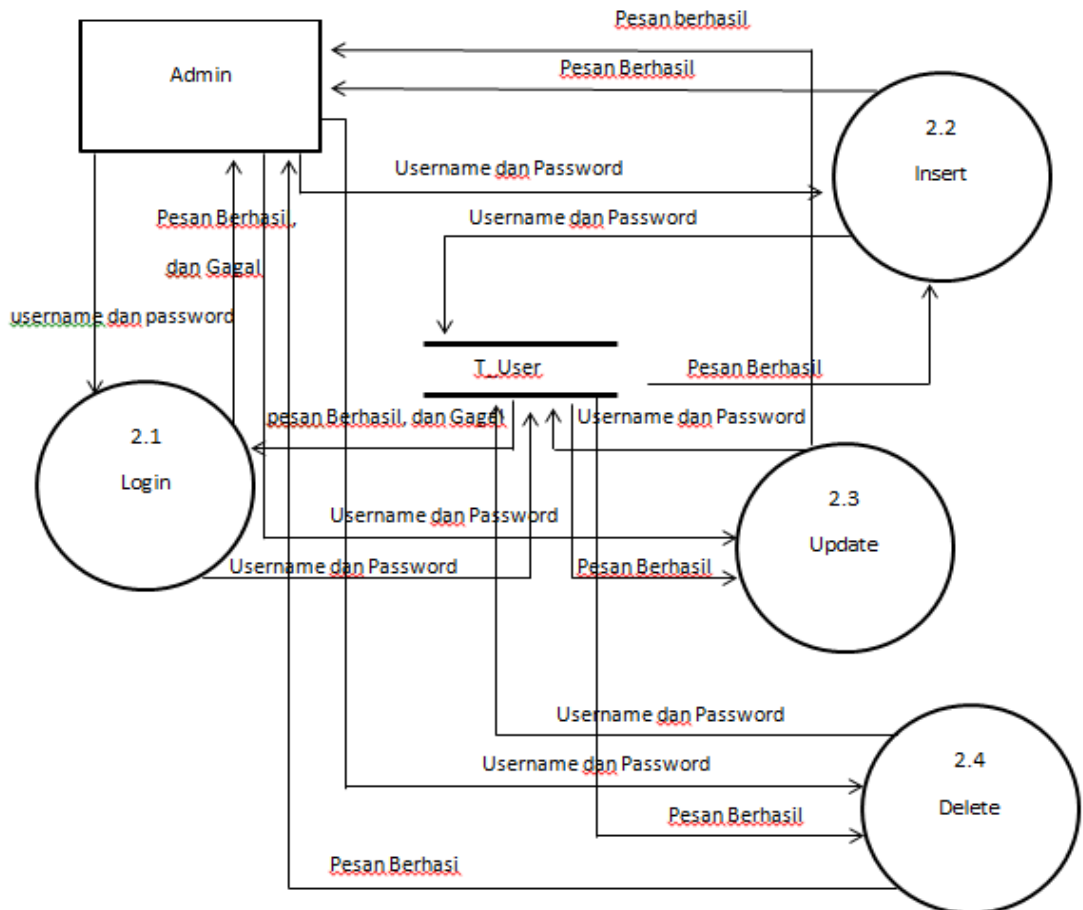 Pesan berhasil
Admin
Pesan Berhasil
2.2
Insert
Username dan Password
Pesan Berhasil,
dan Gagal
Username dan Password
username dan password
T_User
Pesan Berhasil
pesan Berhasil, dan Gagal
Username dan Password
2.1
Login
2.3
Update
Username dan Password
Username dan Password
Pesan Berhasil
Username dan Password
2.4
Delete
Username dan Password
Pesan Berhasil
Pesan Berhasi